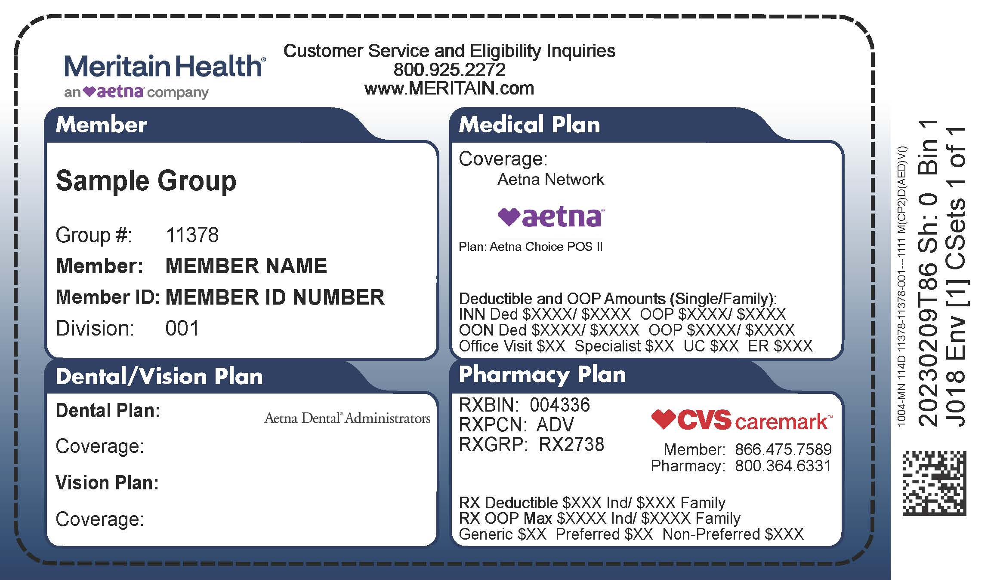 Meritain Health®
an aetna® company
Customer Service and Eligibility Inquiries
800.925.2272
www.MERITAIN.com
Member
Sample Group
Group #: 11378
Member: MEMBER NAME
Member ID: MEMBER ID NUMBER
Division: 001
Medical Plan
Coverage:
Aetna Network
aetna®
Plan: Aetna Choice POS II
Deductible and OOP Amounts (Single/Family):
INN Ded $XXXX/ $XXXX OOP $XXXX/ $XXXX
OON Ded $XXXX/ $XXXX OOP $XXXX/ $XXXX
Office Visit $XX Specialist $XX UC $XX ER $XXX
Dental/Vision Plan
Dental Plan:
Aetna Dental® Administrators
Coverage:
Vision Plan:
Coverage:
Pharmacy Plan
RXBIN: 004336
RXPCN: ADV
RXGRP: RX2738
CVS caremark™
Member: 866.475.7589
Pharmacy: 800.364.6331
RX Deductible $XXX Ind/ $XXX Family
RX OOP Max $XXXX Ind/ $XXXX Family
Generic $XX Preferred $XX Non-Preferred $XXX
1004-MN 114D 11378-11378-001---1111 M(CP2)D(AED)V()
20230209T86 Sh: 0 Bin 1
J018 Env [1] CSets 1 of 1